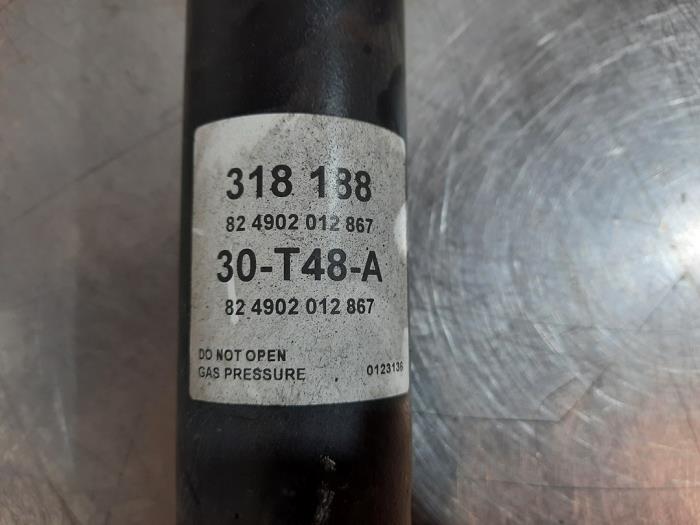 318 188
82 4902 012 867
30-T48-A
82 4902 012 867
DO NOT OPEN
GAS PRESSURE 0123136